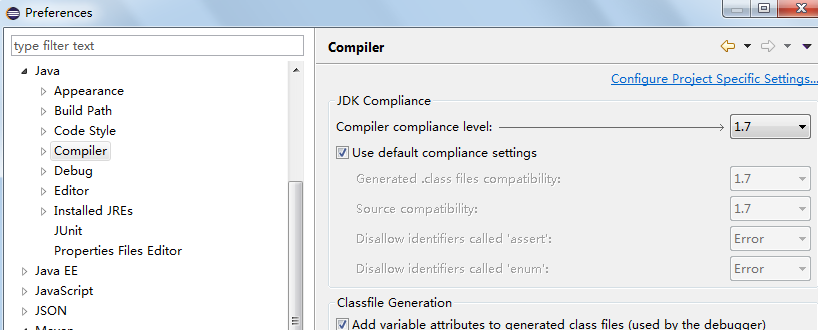 Preferences
type filter text
Java
Appearance
Build Path
Code Style
Compiler
Debug
Editor
Installed JREs
JUnit
Properties Files Editor
Java EE
JavaScript
JSON
Maven
Compiler
Configure Project Specific Settings...
JDK Compliance
Compiler compliance level: 1.7
Use default compliance settings
Generated .class files compatibility: 1.7
Source compatibility: 1.7
Disallow identifiers called 'assert': Error
Disallow identifiers called 'enum': Error
Classfile Generation
Add variable attributes to generated class files (used by the debugger)